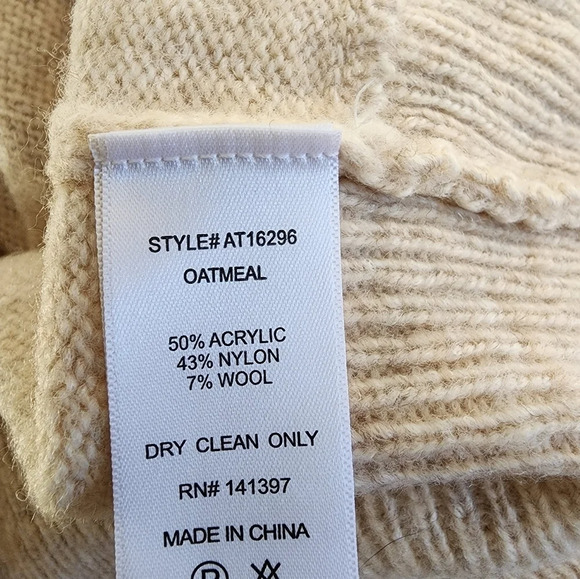 STYLE# AT16296
OATMEAL
50% ACRYLIC
43% NYLON
7% WOOL
DRY CLEAN ONLY
RN# 141397
MADE IN CHINA
P